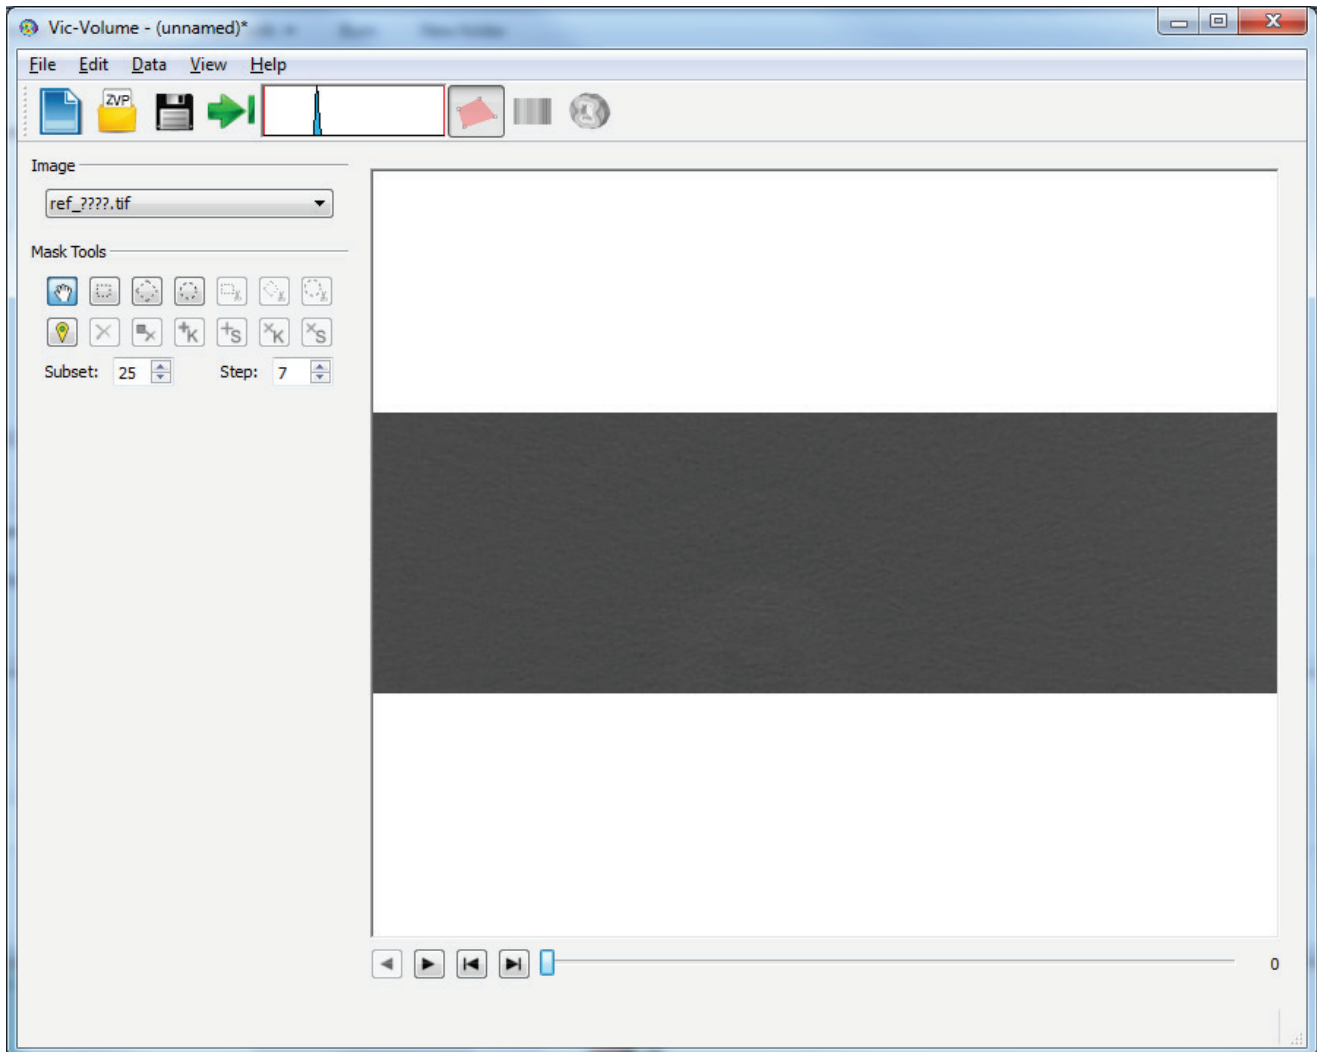 Vic-Volume - (unnamed)*
File Edit Data View Help
ZVP
Image
ref_????.tif
Mask Tools
K S K S
Subset: 25 Step: 7
0